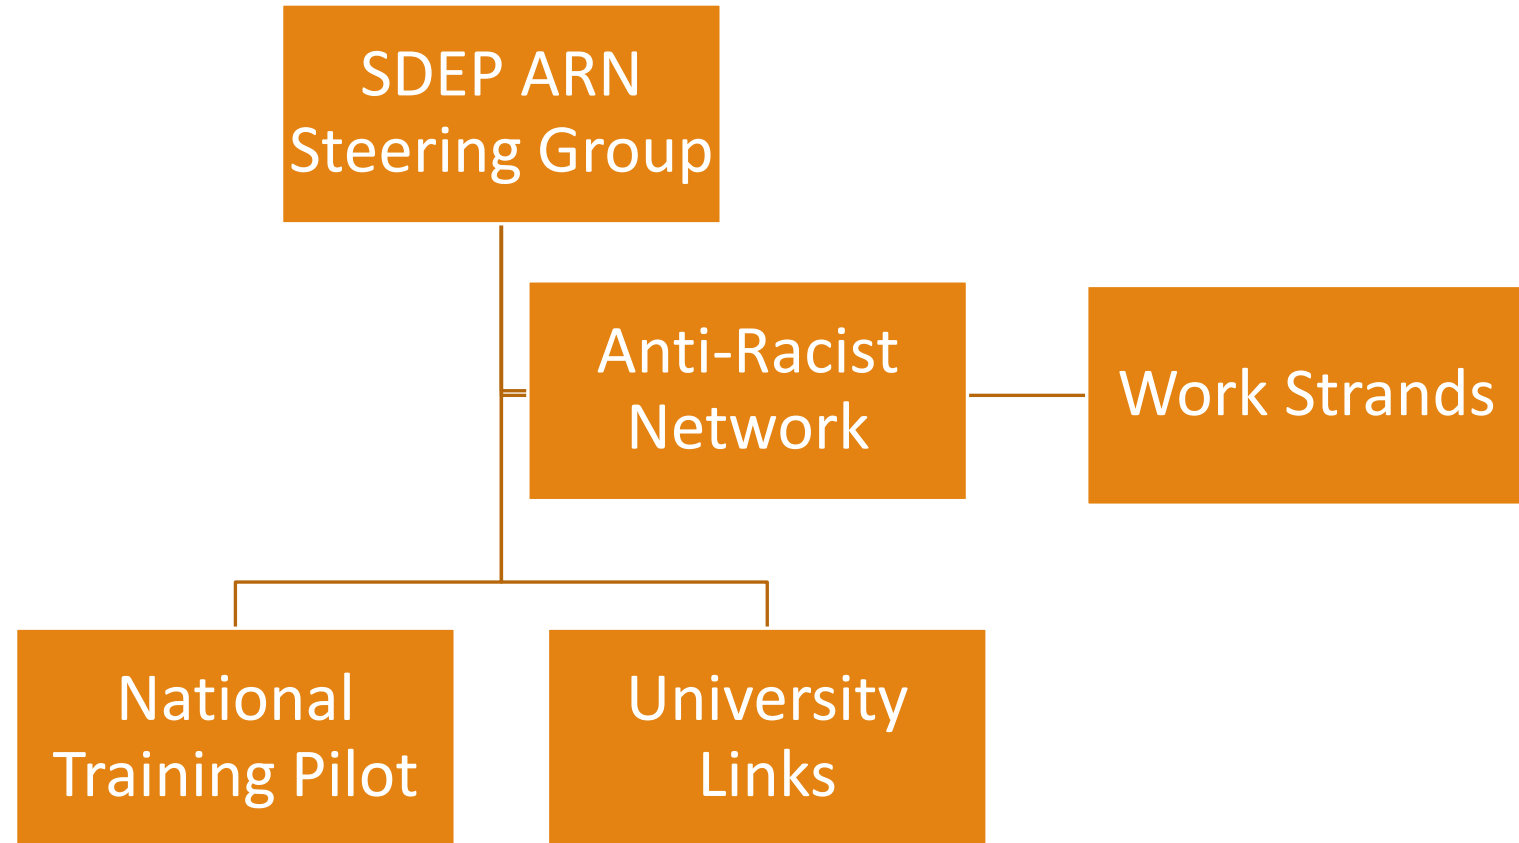 SDEP ARN
Steering Group
Anti-Racist
Network
Work Strands
National
Training Pilot
University
Links